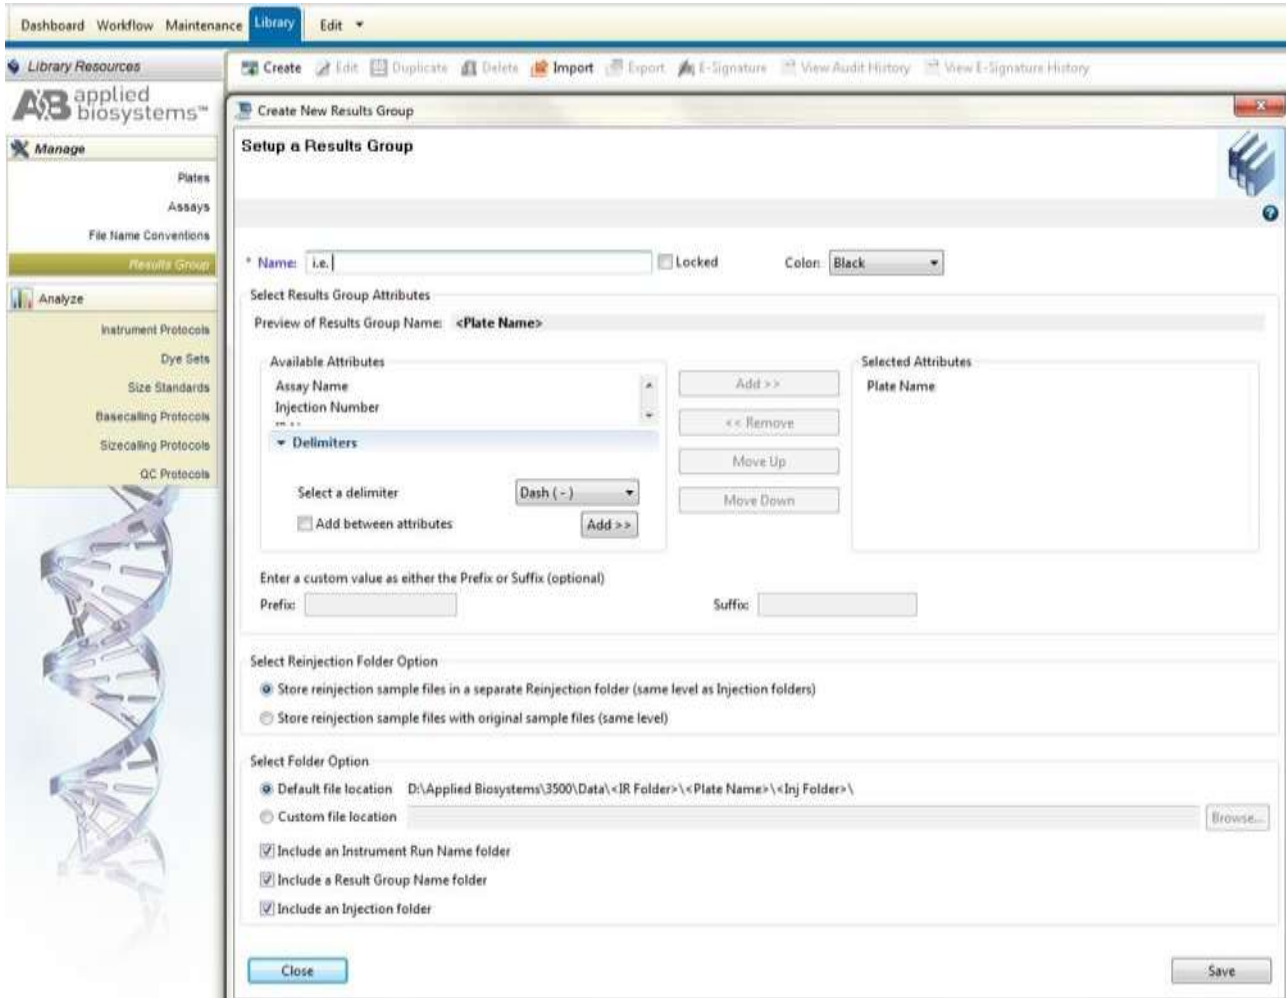 Dashboard Workflow Maintenance Library Edit
Library Resources
Create Edit Duplicate Delete Import Export E-Signature View Audit History View E-Signature History
AB applied biosystems™
Create New Results Group
Setup a Results Group
Manage
Plates
Assays
File Name Conventions
Results Group
* Name: i.e. Locked Color: Black
Analyze
Instrument Protocols
Dye Sets
Size Standards
Basecalling Protocols
Sizecalling Protocols
QC Protocols
Select Results Group Attributes
Preview of Results Group Name: <Plate Name>
Available Attributes
Assay Name
Injection Number
Delimiters
Select a delimiter Dash ( - )
Add between attributes Add >>
Add >>
<< Remove
Move Up
Move Down
Selected Attributes
Plate Name
Enter a custom value as either the Prefix or Suffix (optional)
Prefix: Suffix:
Select Reinjection Folder Option
Store reinjection sample files in a separate Reinjection folder (same level as Injection folders)
Store reinjection sample files with original sample files (same level)
Select Folder Option
Default file location D:\Applied Biosystems\3500\Data\<IR Folder>\<Plate Name>\<Inj Folder>\
Custom file location Browse...
Include an Instrument Run Name folder
Include a Result Group Name folder
Include an Injection folder
Close Save